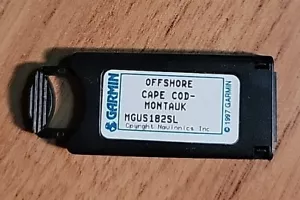 GARMIN
OFFSHORE
CAPE COD-
MONTAUK
MGUS182SL
Copyright Navionics Inc
©1997 GARMIN